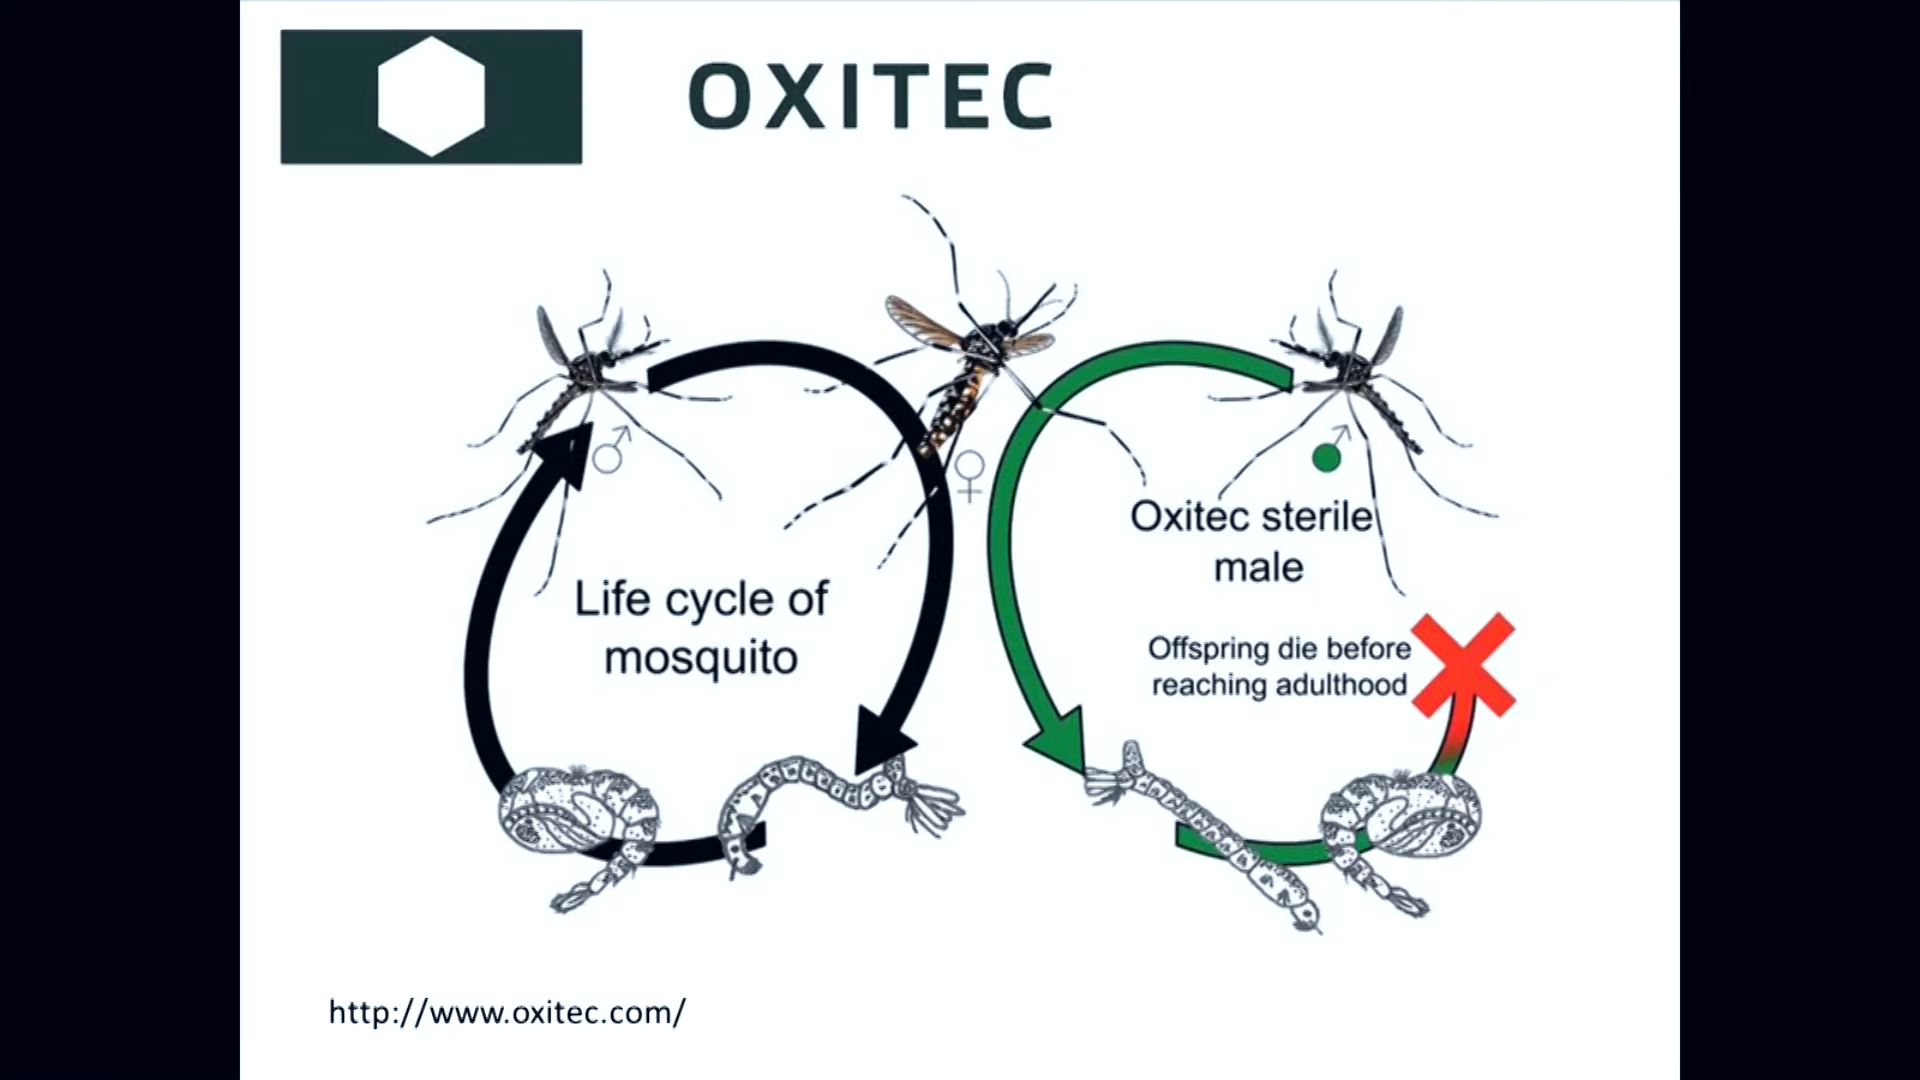 OXITEC
Life cycle of
mosquito
Oxitec sterile
male
Offspring die before
reaching adulthood
http://www.oxitec.com/